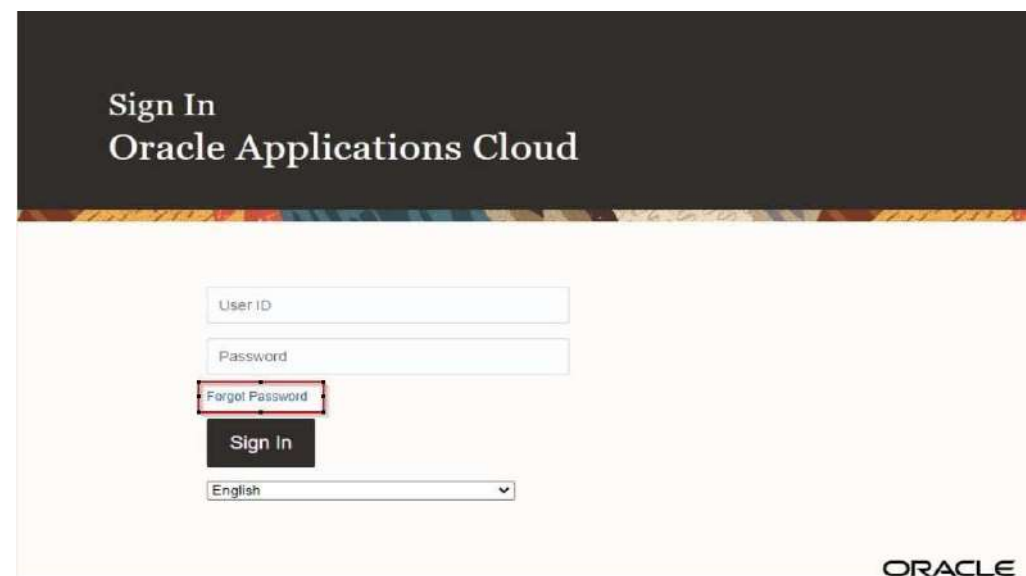 Sign In
Oracle Applications Cloud
User ID
Password
Forgot Password
Sign In
English
ORACLE